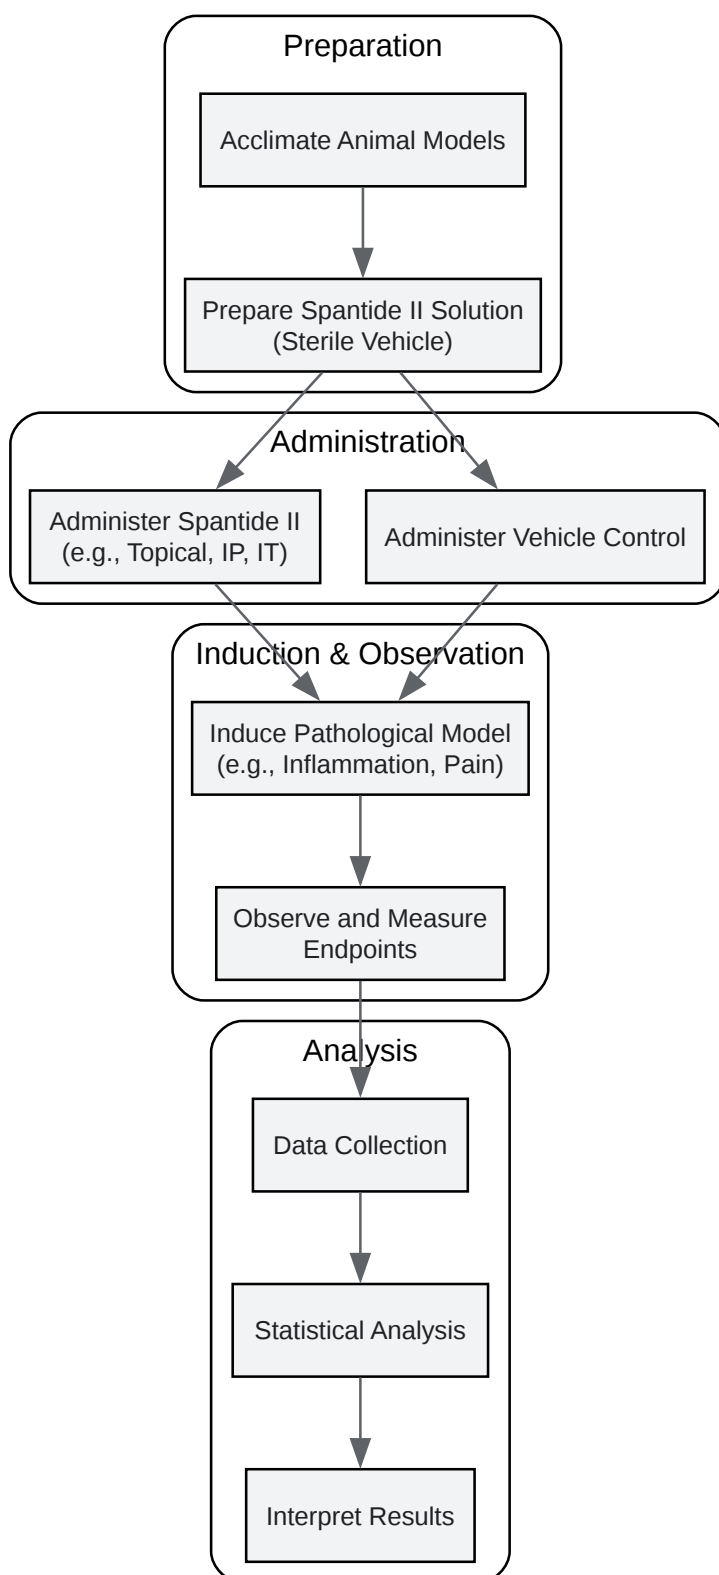 Preparation
Acclimate Animal Models
Prepare Spantide II Solution
(Sterile Vehicle)
Administration
Administer Spantide II
(e.g., Topical, IP, IT)
Administer Vehicle Control
Induction & Observation
Induce Pathological Model
(e.g., Inflammation, Pain)
Observe and Measure
Endpoints
Analysis
Data Collection
Statistical Analysis
Interpret Results